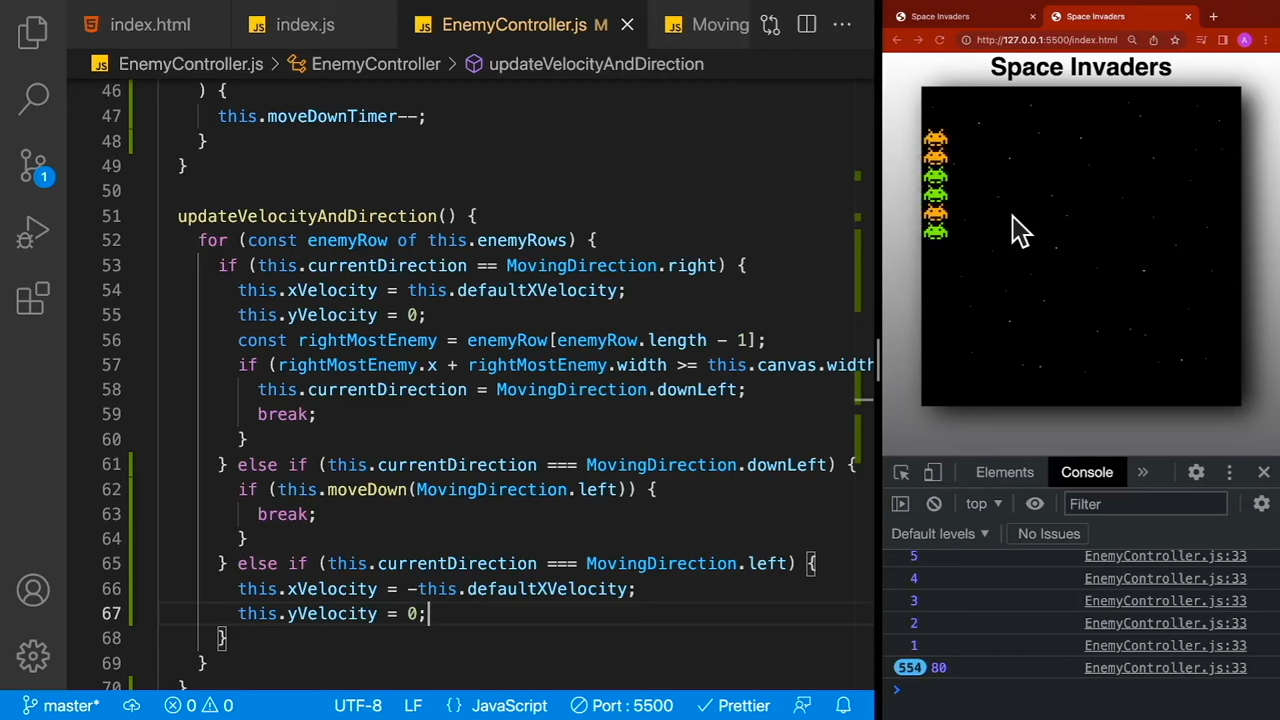 index.html
index.js
EnemyController.js M
Moving
EnemyController.js > EnemyController > updateVelocityAndDirection
46 ) {
47 this.moveDownTimer--;
48 }
49 }
50
51 updateVelocityAndDirection() {
52 for (const enemyRow of this.enemyRows) {
53 if (this.currentDirection == MovingDirection.right) {
54 this.xVelocity = this.defaultXVelocity;
55 this.yVelocity = 0;
56 const rightMostEnemy = enemyRow[enemyRow.length - 1];
57 if (rightMostEnemy.x + rightMostEnemy.width >= this.canvas.width
58 this.currentDirection = MovingDirection.downLeft;
59 break;
60 }
61 } else if (this.currentDirection === MovingDirection.downLeft) {
62 if (this.moveDown(MovingDirection.left)) {
63 break;
64 }
65 } else if (this.currentDirection === MovingDirection.left) {
66 this.xVelocity = -this.defaultXVelocity;
67 this.yVelocity = 0;
68 }
69 }
70 }
1
master*
0 0
UTF-8
LF
{} JavaScript
Port : 5500
Prettier
Space Invaders
Space Invaders
http://127.0.0.1:5500/index.html
A
Space Invaders
Elements
Console
top
Filter
Default levels
No Issues
5 EnemyController.js:33
4 EnemyController.js:33
3 EnemyController.js:33
2 EnemyController.js:33
1 EnemyController.js:33
554 80 EnemyController.js:33